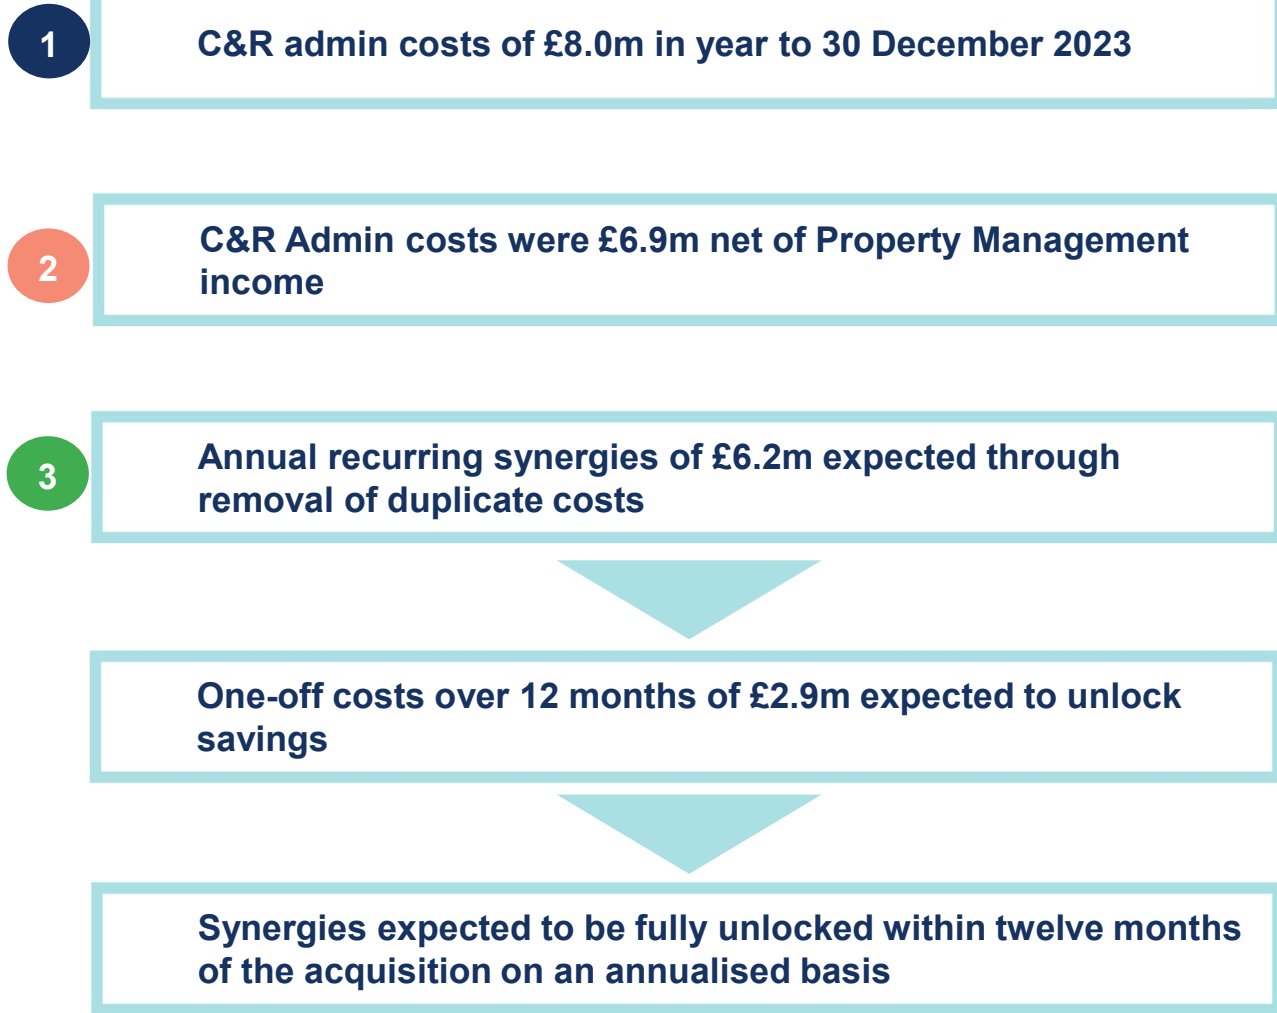 1
C&R admin costs of £8.0m in year to 30 December 2023
2
C&R Admin costs were £6.9m net of Property Management
income
3
Annual recurring synergies of £6.2m expected through
removal of duplicate costs
One-off costs over 12 months of £2.9m expected to unlock
savings
Synergies expected to be fully unlocked within twelve months
of the acquisition on an annualised basis